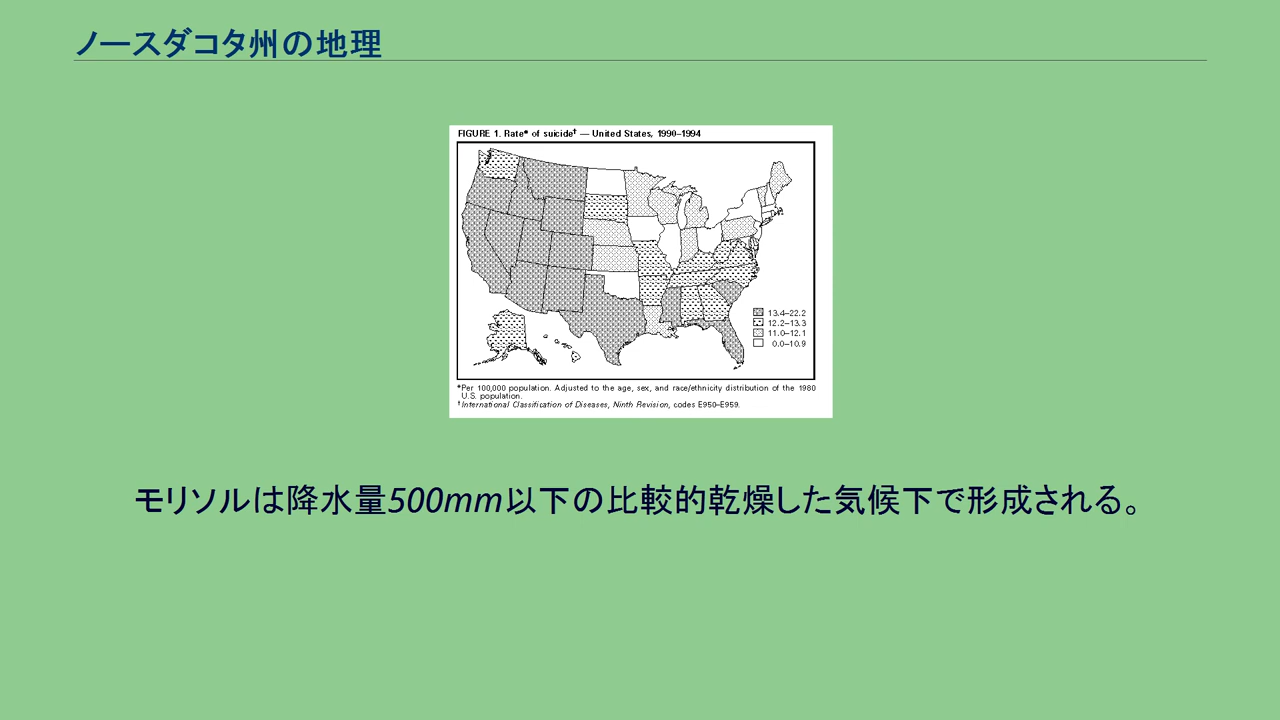 ノースダコタ州の地理
FIGURE 1. Rate* of suicide† — United States, 1990–1994
13.4–22.2
12.2–13.3
11.0–12.1
0.0–10.9
*Per 100,000 population. Adjusted to the age, sex, and race/ethnicity distribution of the 1980
U.S. population.
†International Classification of Diseases, Ninth Revision, codes E950–E959.
モリソルは降水量500mm以下の比較的乾燥した気候下で形成される。